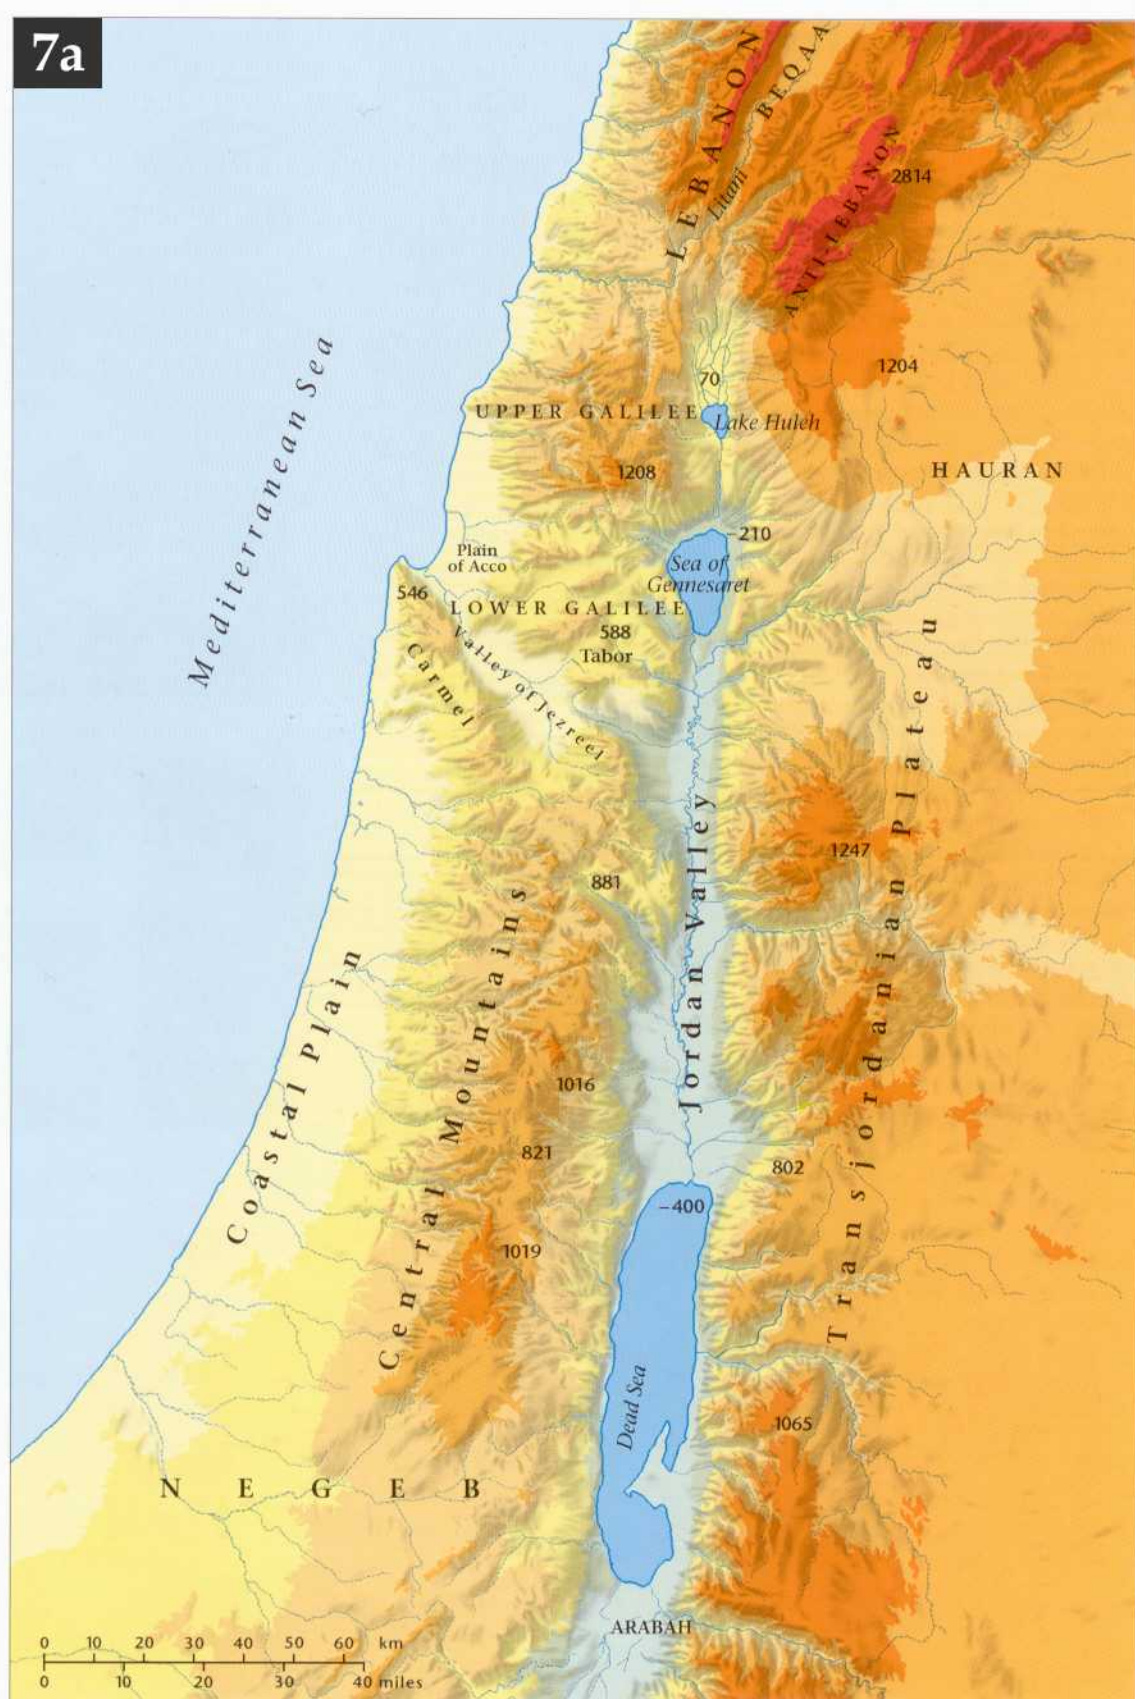 7a
LEBANON
BEQAA
Litani
ANTI-LEBANON
2814
Mediterranean Sea
1204
70
UPPER GALILEE
Lake Huleh
1208
HAURAN
-210
Plain
of Acco
Sea of
Gennesaret
546
LOWER GALILEE
588
Tabor
Valley of Jezreel
Carmel
Transjordanian Plateau
Jordan Valley
1247
881
Central Mountains
Coastal Plain
1016
821
802
-400
1019
Dead Sea
1065
NEGEB
ARABAH
0 10 20 30 40 50 60 km
0 10 20 30 40 miles